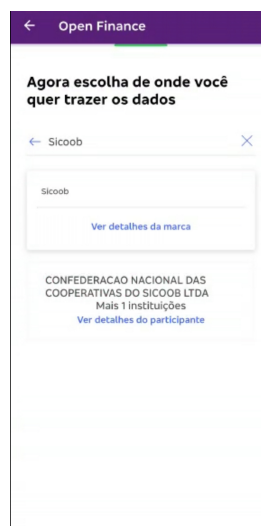 Open Finance
Agora escolha de onde você
quer trazer os dados
Sicoob
Sicoob
Ver detalhes da marca
CONFEDERACAO NACIONAL DAS
COOPERATIVAS DO SICOOB LTDA
Mais 1 instituições
Ver detalhes do participante